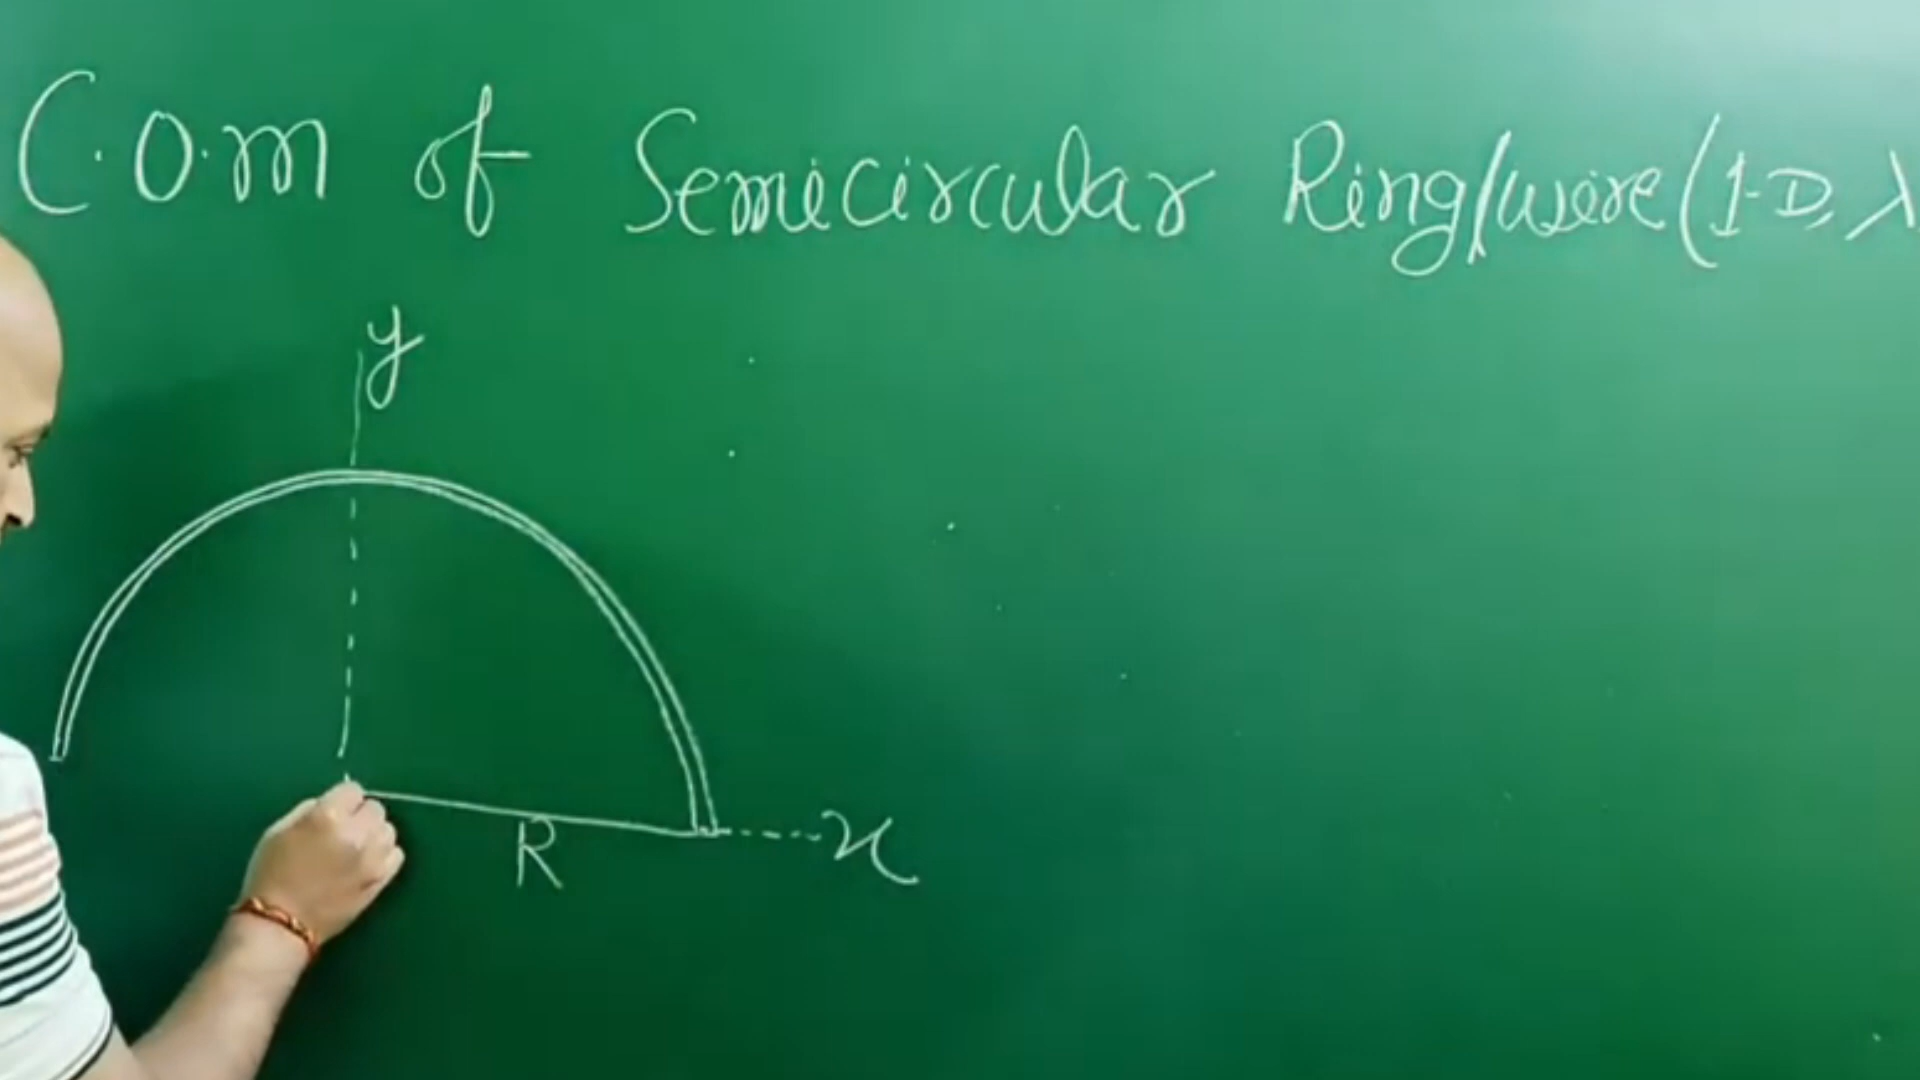 C.O.M of Semicircular Ring/wire (1-D, λ
y
R
x